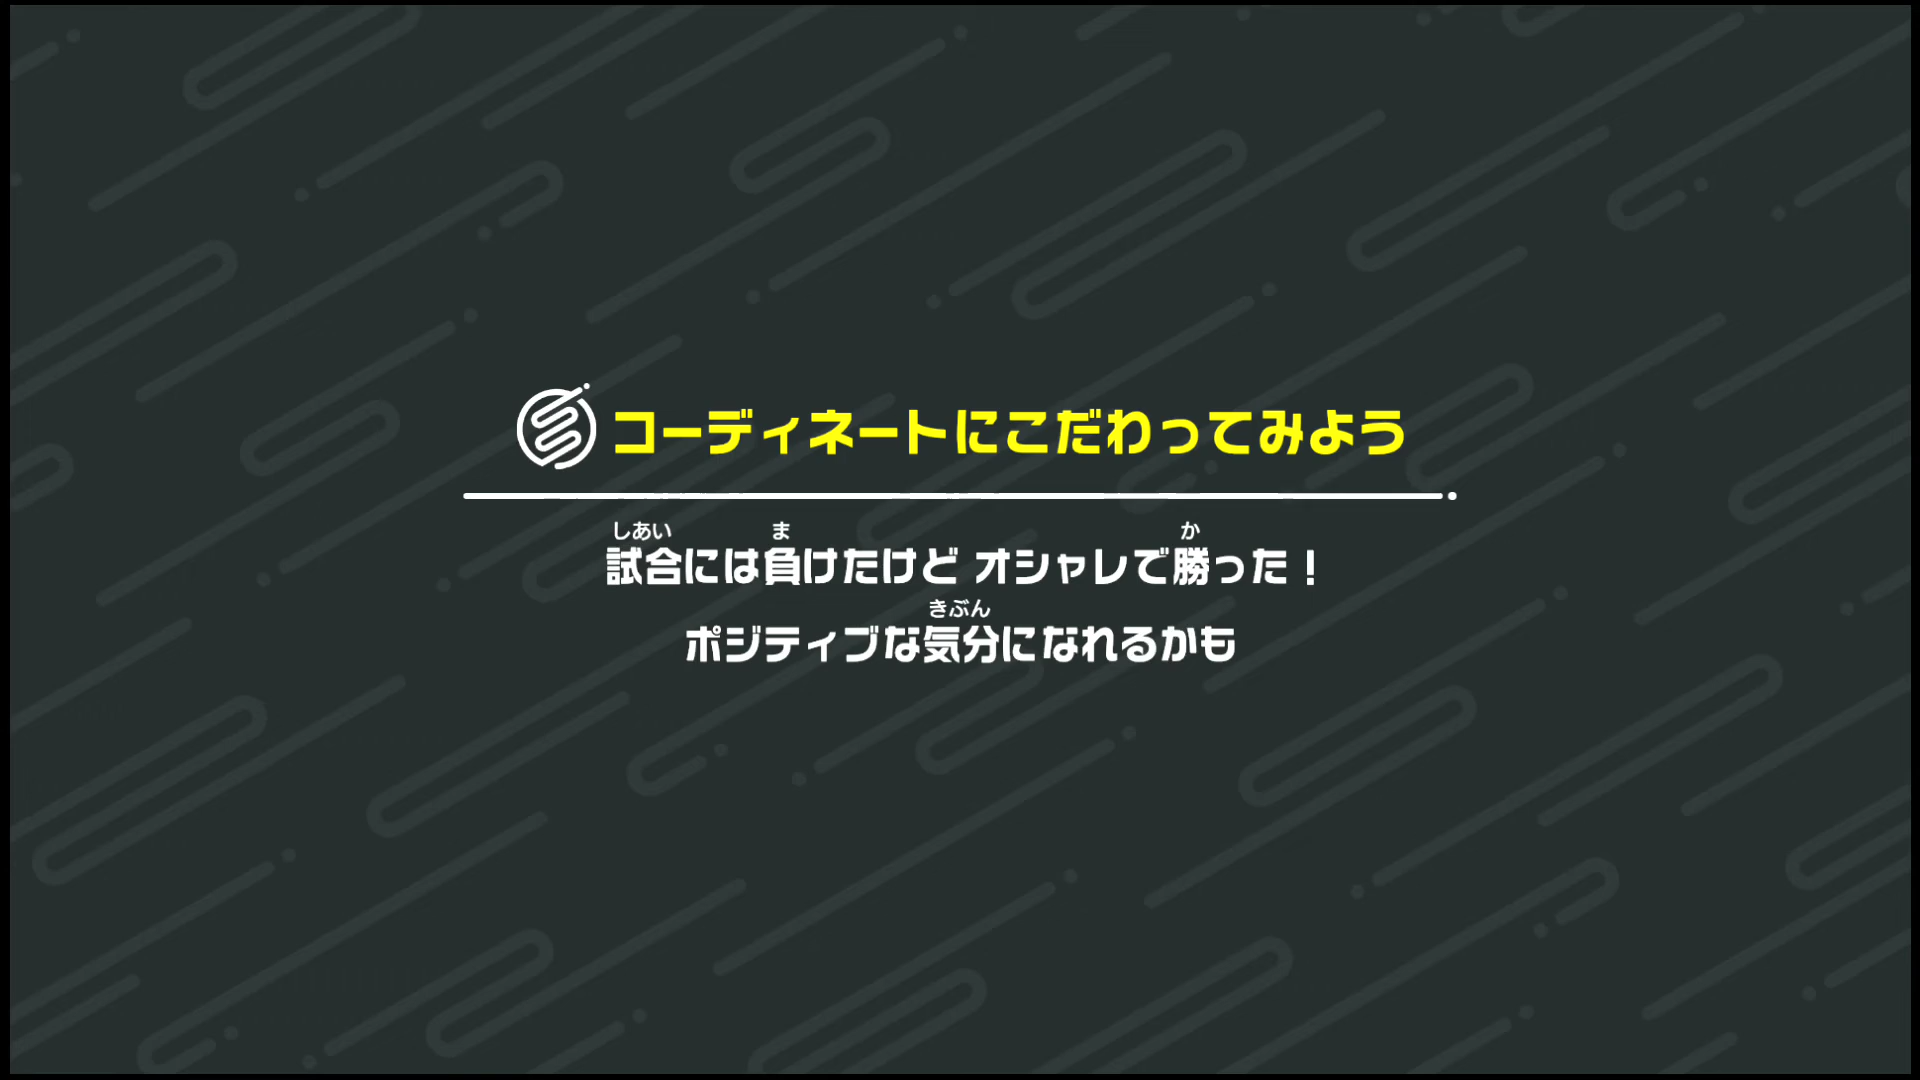 コーディネートにこだわってみよう
しあい ま か
試合には負けたけど オシャレで勝った！
きぶん
ポジティブな気分になれるかも